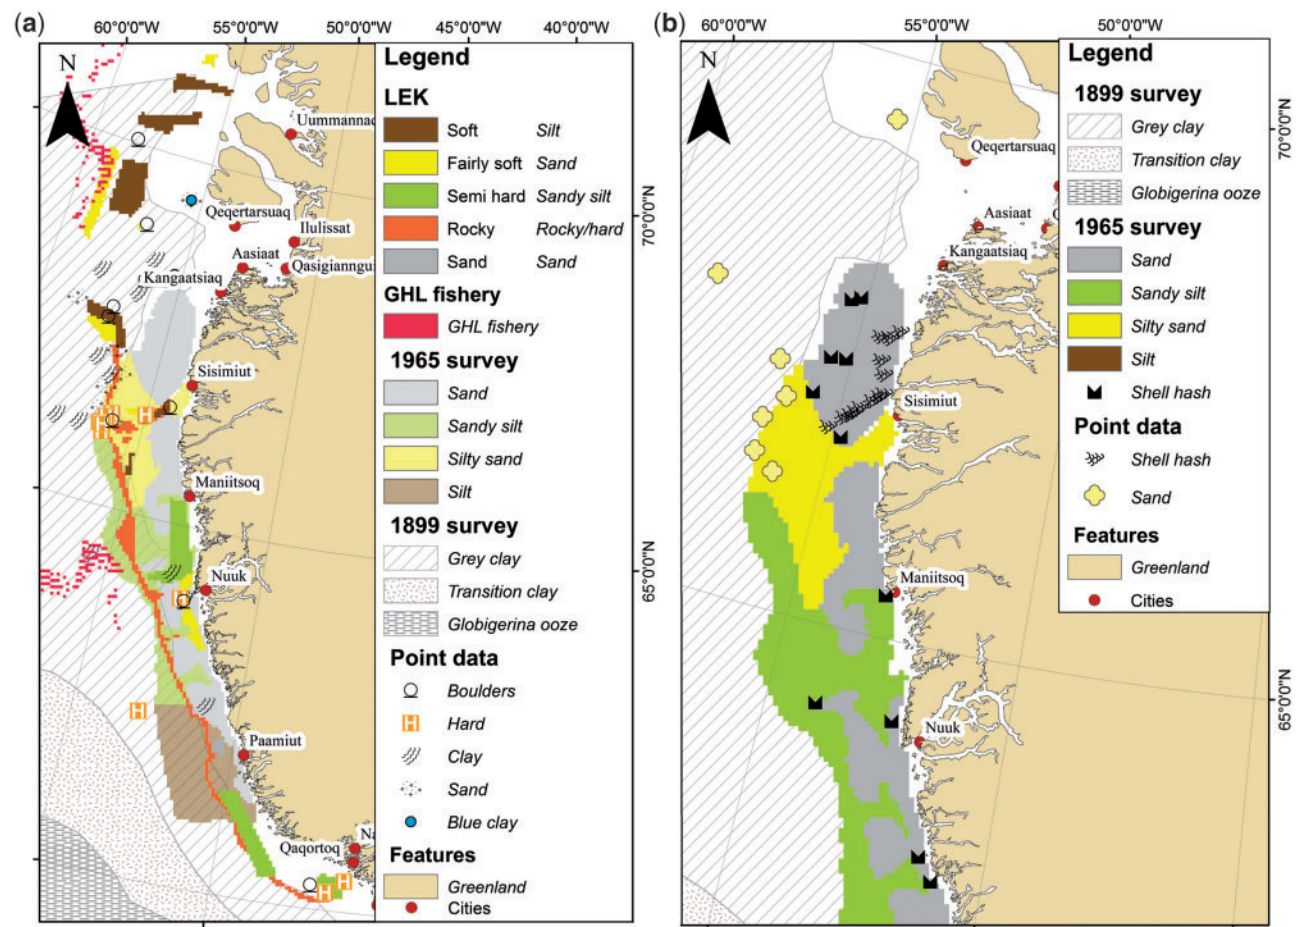 (a)
60°0'0"W 55°0'0"W 50°0'0"W 45°0'0"W 40°0'0"W
N
Uummannaq
Qeqertarsuaq
Ilulissat
Aasiaat
Qasigianngu
Kangaatsiaq
Sisimiut
Maniitsoq
Nuuk
Paamiut
Na
Qaqortoq
H
H
H
H
H
H
H
Legend
LEK
Soft Silt
Fairly soft Sand
Semi hard Sandy silt
Rocky Rocky/hard
Sand Sand
GHL fishery
GHL fishery
1965 survey
Sand
Sandy silt
Silty sand
Silt
1899 survey
Grey clay
Transition clay
Globigerina ooze
Point data
Boulders
H Hard
Clay
Sand
Blue clay
Features
Greenland
Cities
70°0'0"N
65°0'0"N
(b)
60°0'0"W 55°0'0"W 50°0'0"W
N
Qeqertarsuaq
Aasiaat
Kangaatsiaq
Sisimiut
Maniitsoq
Nuuk
Legend
1899 survey
Grey clay
Transition clay
Globigerina ooze
1965 survey
Sand
Sandy silt
Silty sand
Silt
Shell hash
Point data
Shell hash
Sand
Features
Greenland
Cities
70°0'0"N
65°0'0"N